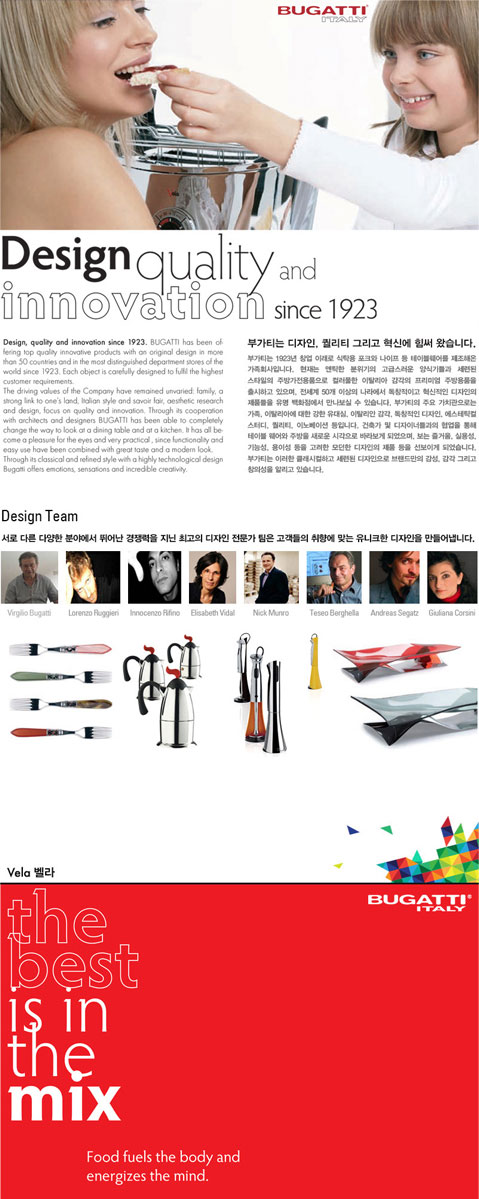 BUGATTI
ITALY
Design quality and
innovation since 1923
Design, quality and innovation since 1923. BUGATTI has been of-
fering top quality innovative products with an original design in more
than 50 countries and in the most distinguished department stores of the
world since 1923. Each object is carefully designed to fulfil the highest
customer requirements.
The driving values of the Company have remained unvaried: family, a
strong link to one's land, Italian style and savoir fair, aesthetic research
and design, focus on quality and innovation. Through its cooperation
with architects and designers BUGATTI has been able to completely
change the way to look at a dining table and at a kitchen. It has all be
come a pleasure for the eyes and very practical , since functionality and
easy use have been combined with great taste and a modern look.
Through its classical and refined style with a highly technological design
Bugatti offers emotions, sensations and incredible creativity.
부가티는 디자인, 퀄리티 그리고 혁신에 힘써 왔습니다.
부가티는 1923년 창업 이래로 식탁용 포크와 나이프 등 테이블웨어를 제조해온
가족회사입니다. 현재는 앤틱한 분위기의 고급스러운 양식기들과 세련된
스타일의 주방가전용품으로 컬러풀한 이탈리아 감각의 프리미엄 주방용품을
출시하고 있으며, 전세계 50개 이상의 나라에서 독창적이고 혁신적인 디자인의
제품들을 유명 백화점에서 만나보실 수 있습니다. 부가티의 주요 가치관으로는
가족, 이탈리아에 대한 강한 유대심, 이탈리안 감각, 독창적인 디자인, 에스테틱컬
스터디, 퀄리티, 이노베이션 등입니다. 건축가 및 디자이너들과의 협업을 통해
테이블 웨어와 주방을 새로운 시각으로 바라보게 되었으며, 보는 즐거움, 실용성,
기능성, 용이성 등을 고려한 모던한 디자인의 제품 등을 선보이게 되었습니다.
부가티는 이러한 클래시컬하고 세련된 디자인으로 브랜드만의 감성, 감각 그리고
창의성을 알리고 있습니다.
Design Team
서로 다른 다양한 분야에서 뛰어난 경쟁력을 지닌 최고의 디자인 전문가 팀은 고객들의 취향에 맞는 유니크한 디자인을 만들어냅니다.
Virgilio Bugatti Lorenzo Ruggieri Innocenzo Rifino Elisabeth Vidal Nick Munro Teseo Berghella Andreas Segatz Giuliana Corsini
Vela 벨라
BUGATTI®
ITALY
the
best
is in
the
mix
Food fuels the body and
energizes the mind.